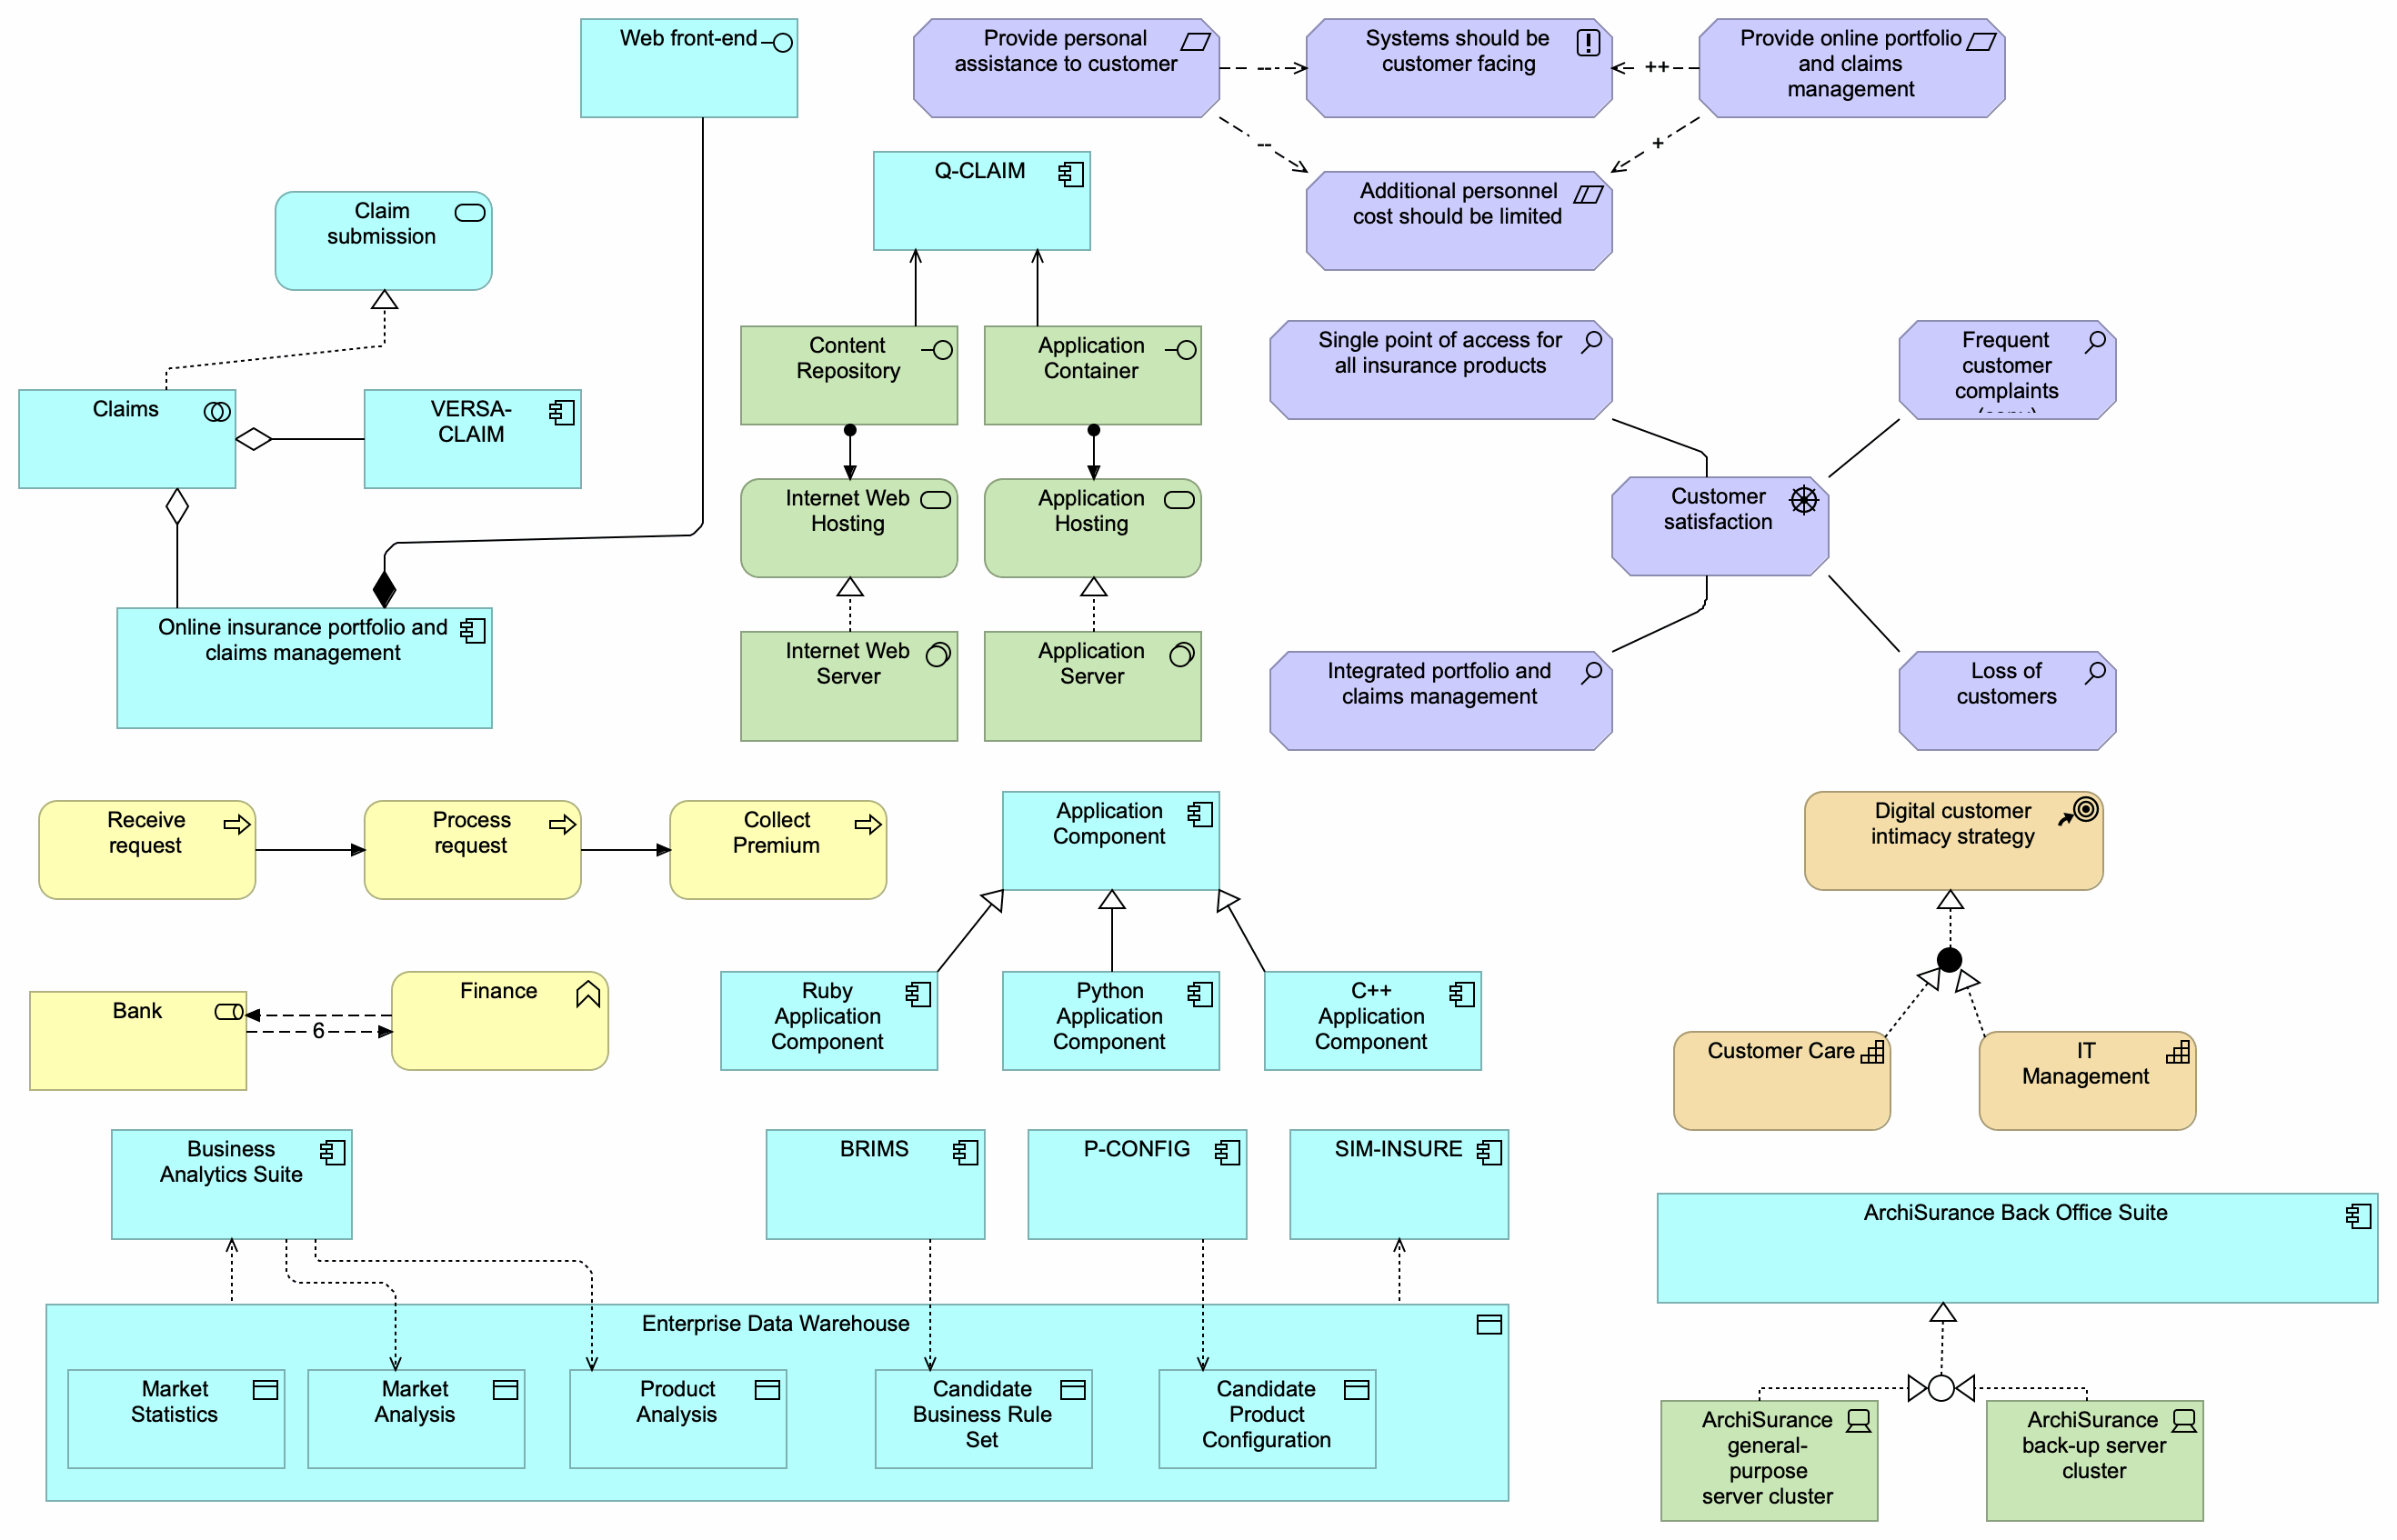 Web front-end
Provide personal
assistance to customer
--
Systems should be
customer facing
++
Provide online portfolio
and claims
management
--
+
Additional personnel
cost should be limited
Q-CLAIM
Claim
submission
Content
Repository
Application
Container
Single point of access for
all insurance products
Frequent
customer
complaints
Claims
VERSA-
CLAIM
Internet Web
Hosting
Application
Hosting
Customer
satisfaction
Online insurance portfolio and
claims management
Internet Web
Server
Application
Server
Integrated portfolio and
claims management
Loss of
customers
Receive
request
Process
request
Collect
Premium
Application
Component
Digital customer
intimacy strategy
Bank
6
Finance
Ruby
Application
Component
Python
Application
Component
C++
Application
Component
Customer Care
IT
Management
Business
Analytics Suite
BRIMS
P-CONFIG
SIM-INSURE
ArchiSurance Back Office Suite
Enterprise Data Warehouse
Market
Statistics
Market
Analysis
Product
Analysis
Candidate
Business Rule
Set
Candidate
Product
Configuration
ArchiSurance
general-
purpose
server cluster
ArchiSurance
back-up server
cluster